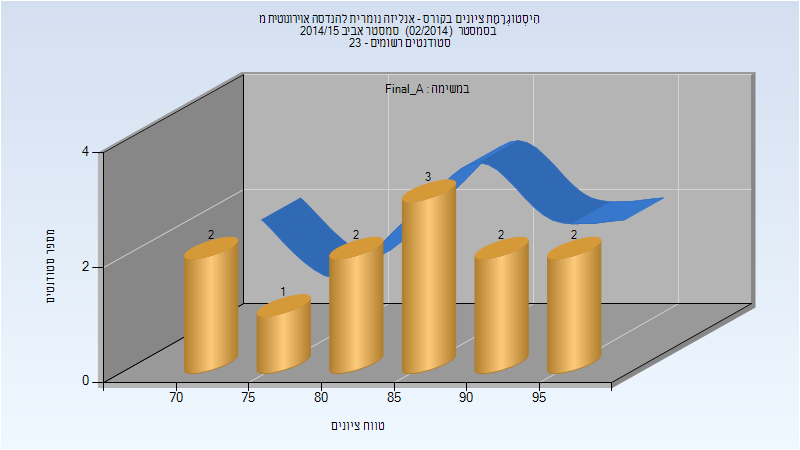 היסטוגרמת ציונים בקורס - אנליזה נומרית להנדסה אוירונוטית מ
בסמסטר (02/2014) סמסטר אביב 2014/15
סטודנטים רשומים - 23
במשימה : Final_A
מספר סטודנטים
4
2
0
2
1
2
3
2
2
70 75 80 85 90 95
טווח ציונים